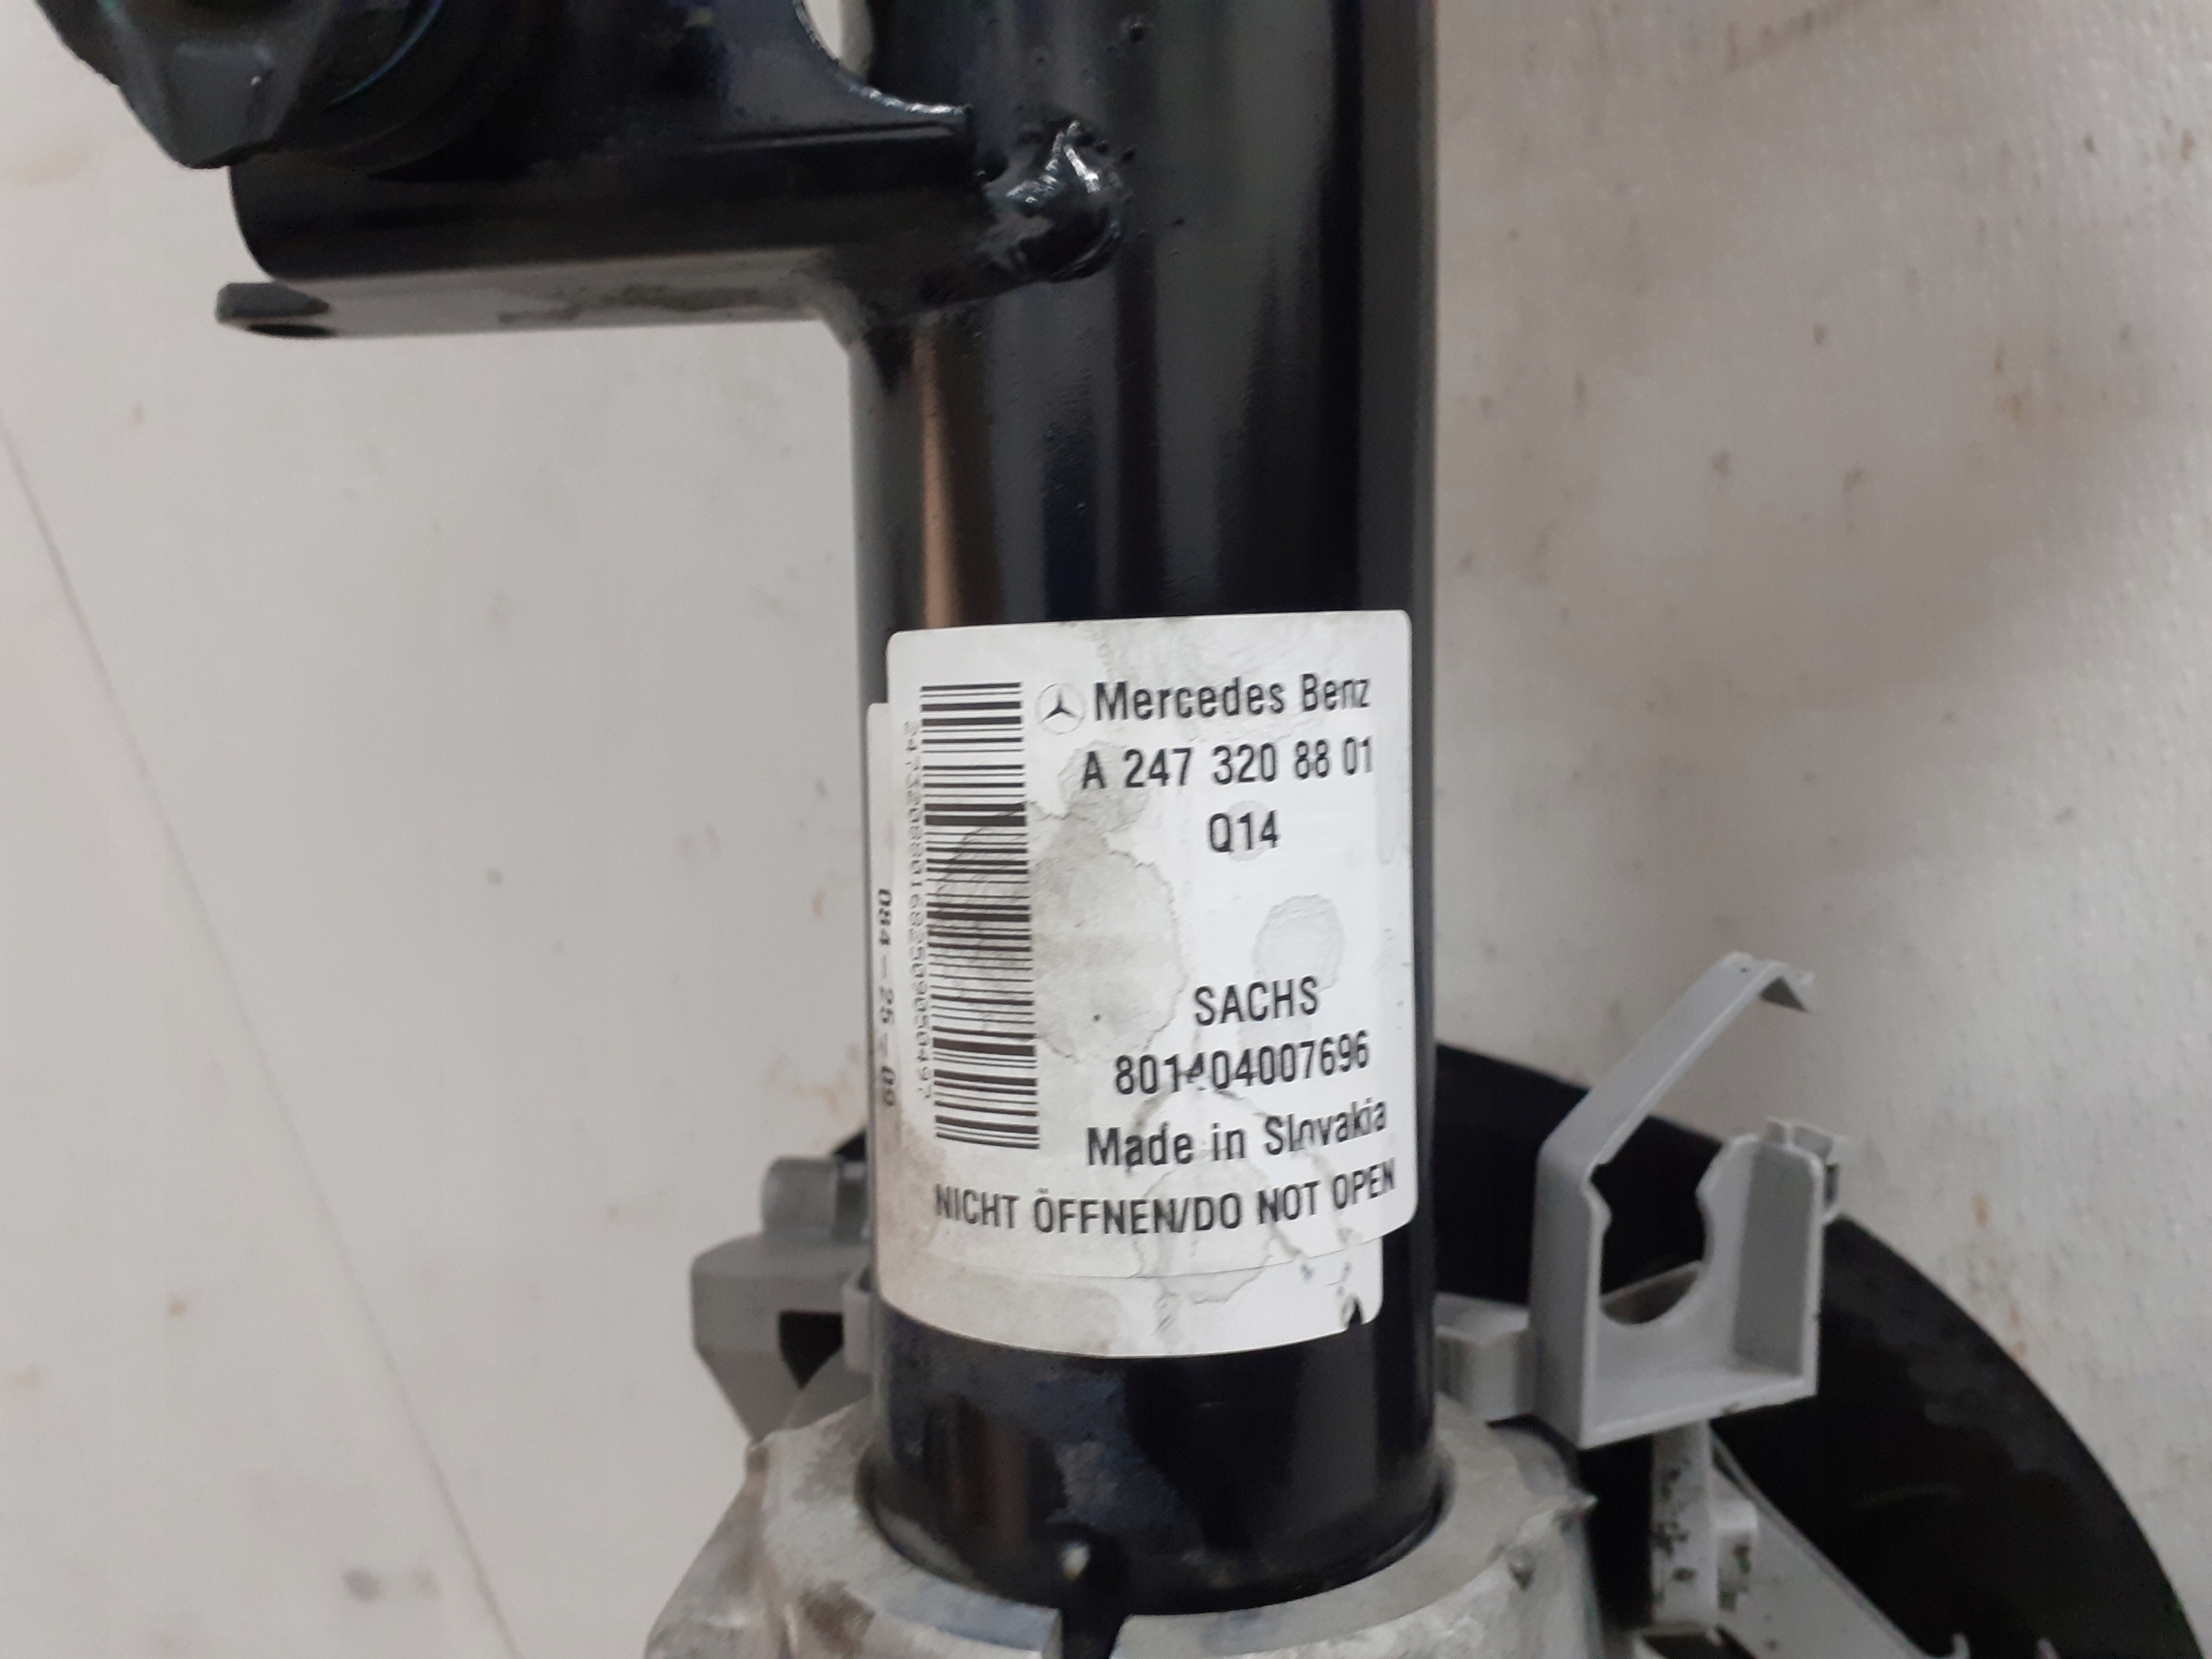 Mercedes Benz
A 247 320 88 01
Q14
SACHS
801404007696
Made in Slovakia
NICHT ÖFFNEN/DO NOT OPEN